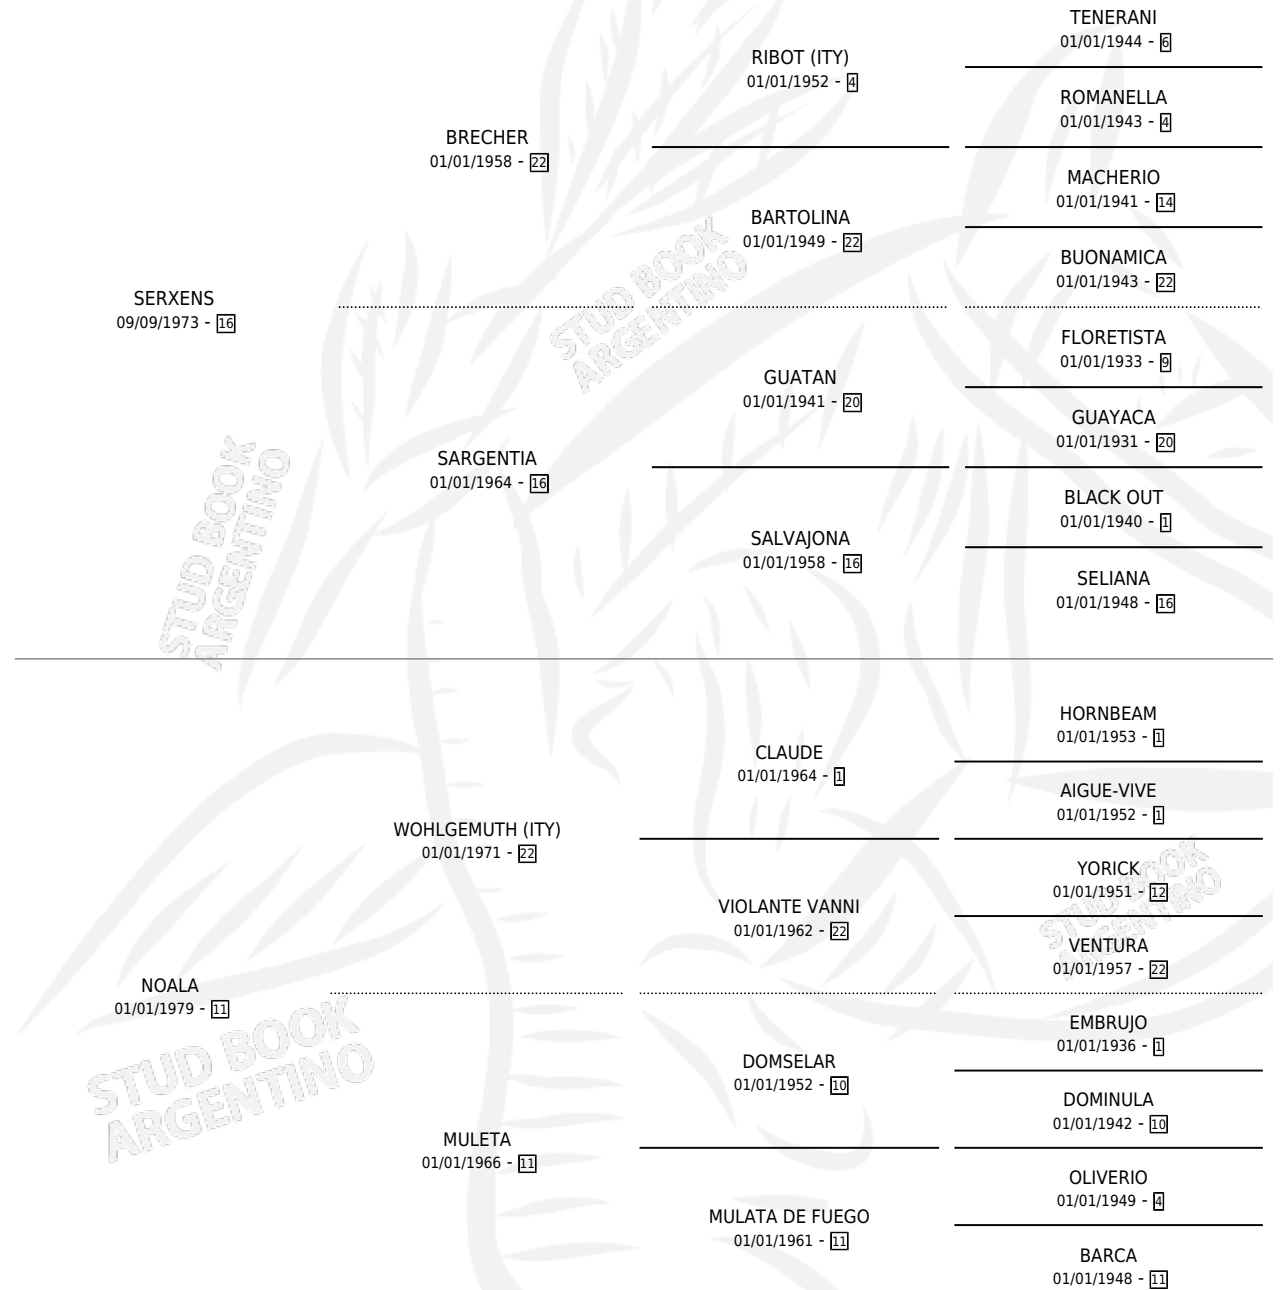 TENERANI
01/01/1944 - 6
RIBOT (ITY)
01/01/1952 - 4
ROMANELLA
01/01/1943 - 4
BRECHER
01/01/1958 - 22
MACHERIO
01/01/1941 - 14
BARTOLINA
01/01/1949 - 22
BUONAMICA
01/01/1943 - 22
SERXENS
09/09/1973 - 16
FLORETISTA
01/01/1933 - 9
GUATAN
01/01/1941 - 20
GUAYACA
01/01/1931 - 20
SARGENTIA
01/01/1964 - 16
BLACK OUT
01/01/1940 - 1
SALVAJONA
01/01/1958 - 16
SELIANA
01/01/1948 - 16
STUD BOOK
ARGENTINO
STUD BOOK
ARGENTINO
HORNBEAM
01/01/1953 - 1
CLAUDE
01/01/1964 - 1
AIGUE-VIVE
01/01/1952 - 1
WOHLGEMUTH (ITY)
01/01/1971 - 22
YORICK
01/01/1951 - 12
VIOLANTE VANNI
01/01/1962 - 22
VENTURA
01/01/1957 - 22
NOALA
01/01/1979 - 11
EMBRUJO
01/01/1936 - 1
DOMSELAR
01/01/1952 - 10
DOMINULA
01/01/1942 - 10
MULETA
01/01/1966 - 11
OLIVERIO
01/01/1949 - 4
MULATA DE FUEGO
01/01/1961 - 11
BARCA
01/01/1948 - 11
STUD BOOK
ARGENTINO
STUD BOOK
ARGENTINO